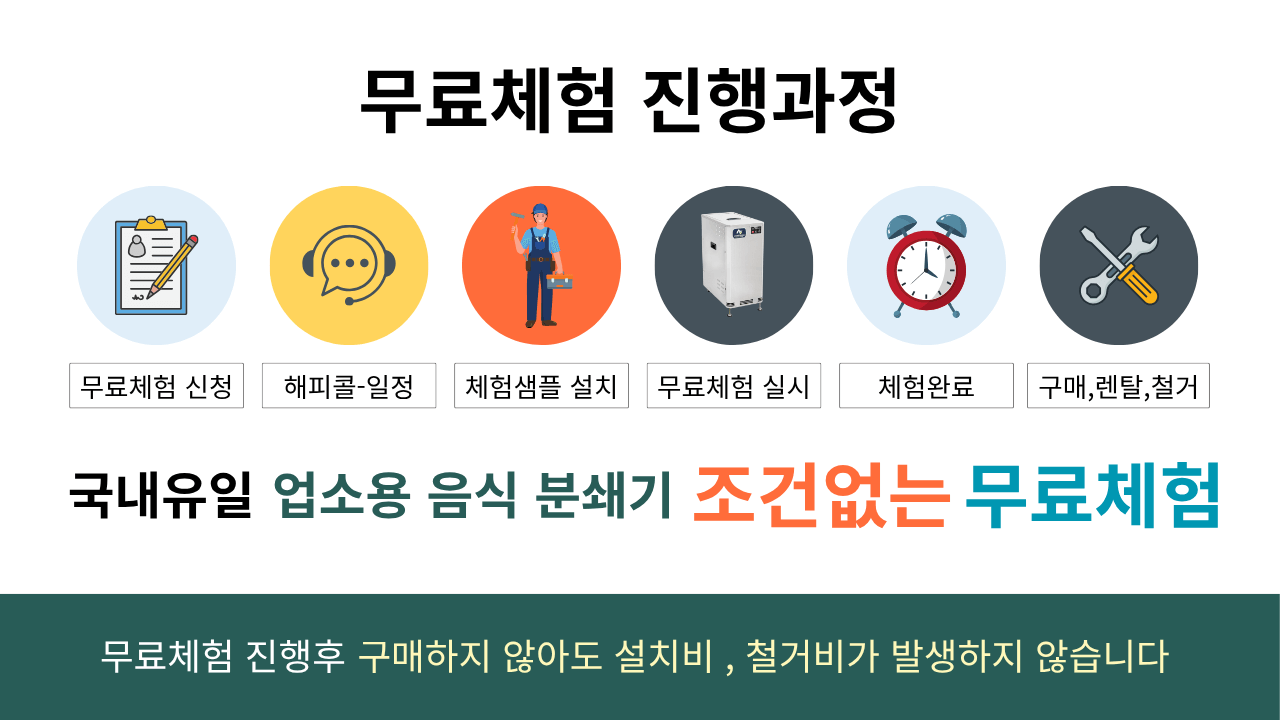 무료체험 진행과정
무료체험 신청
해피콜-일정
체험샘플 설치
무료체험 실시
체험완료
구매,렌탈,철거
국내유일 업소용 음식 분쇄기 조건없는 무료체험
무료체험 진행후 구매하지 않아도 설치비 , 철거비가 발생하지 않습니다